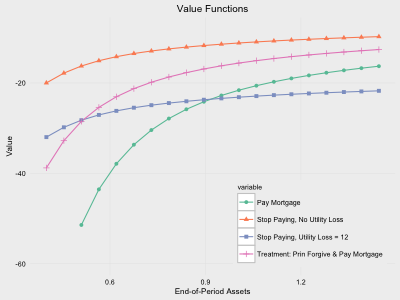 Value Functions
-20
-40
-60
Value
0.6
0.9
1.2
End-of-Period Assets
variable
Pay Mortgage
Stop Paying, No Utility Loss
Stop Paying, Utility Loss = 12
Treatment: Prin Forgive & Pay Mortgage